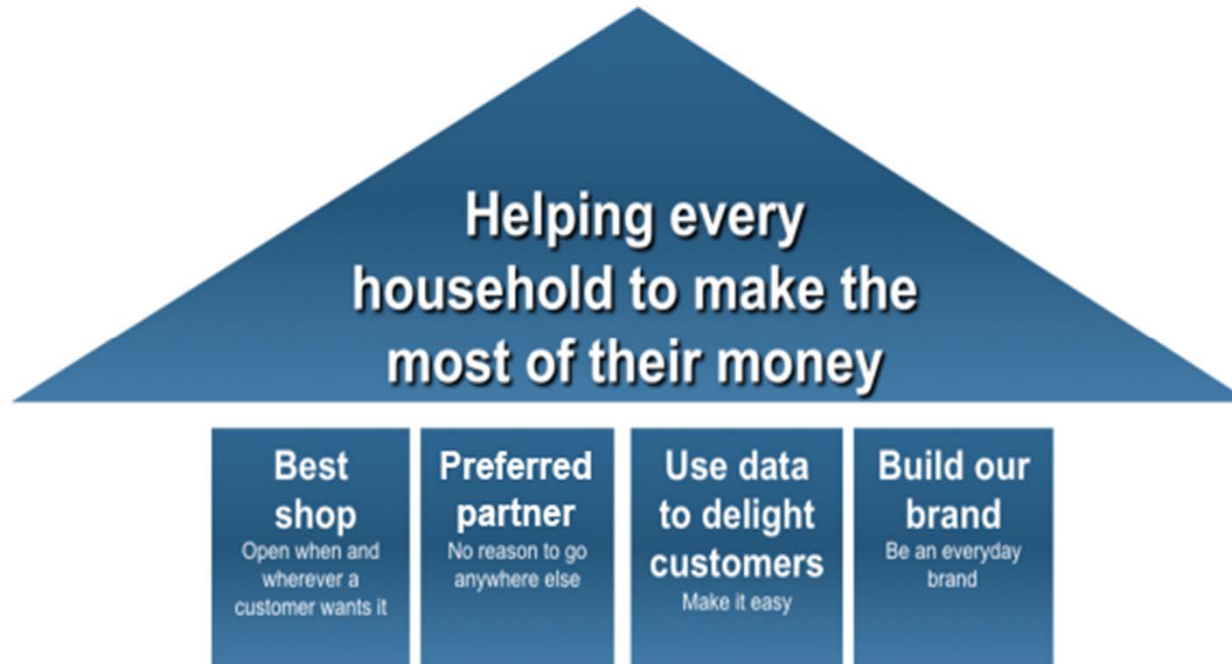 Helping every
household to make the
most of their money
Best
shop
Open when and
wherever a
customer wants it
Preferred
partner
No reason to go
anywhere else
Use data
to delight
customers
Make it easy
Build our
brand
Be an everyday
brand